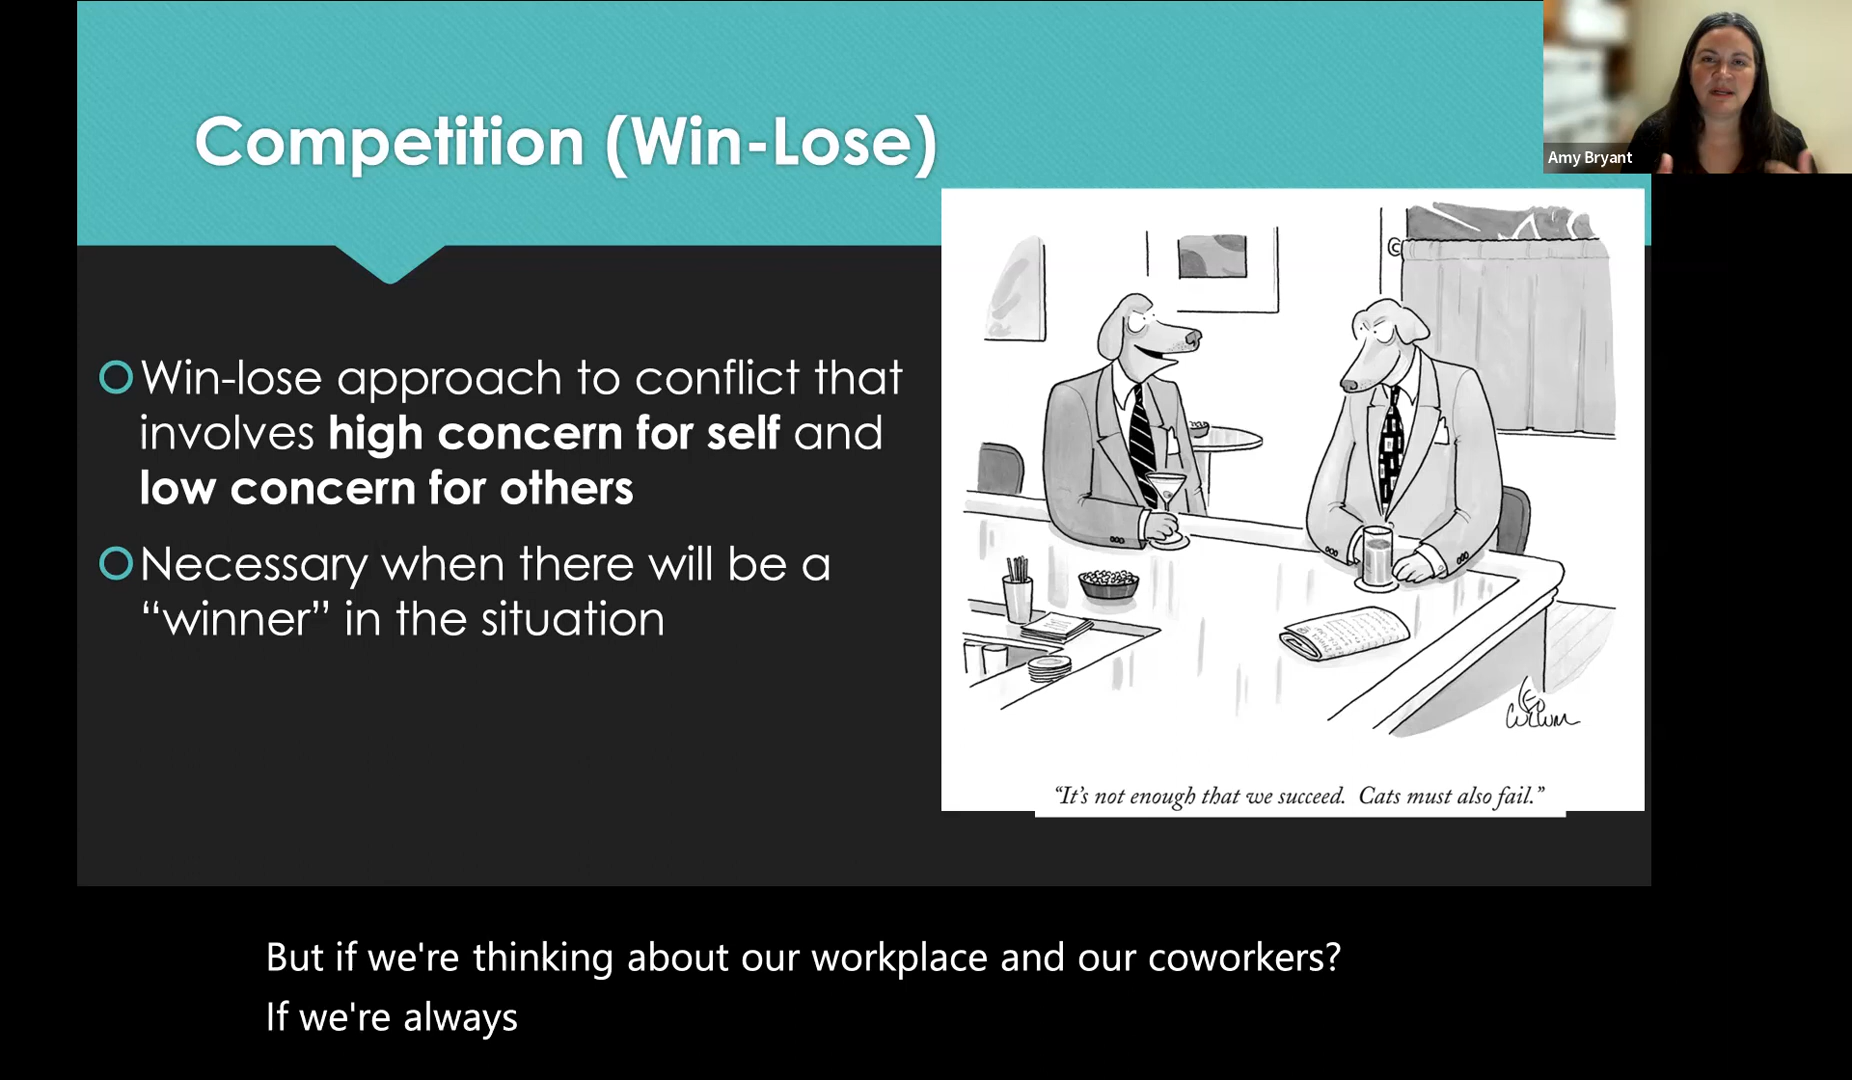 Competition (Win-Lose)
Amy Bryant
Win-lose approach to conflict that
involves high concern for self and
low concern for others
Necessary when there will be a
“winner” in the situation
“It's not enough that we succeed. Cats must also fail.”
But if we're thinking about our workplace and our coworkers?
If we're always